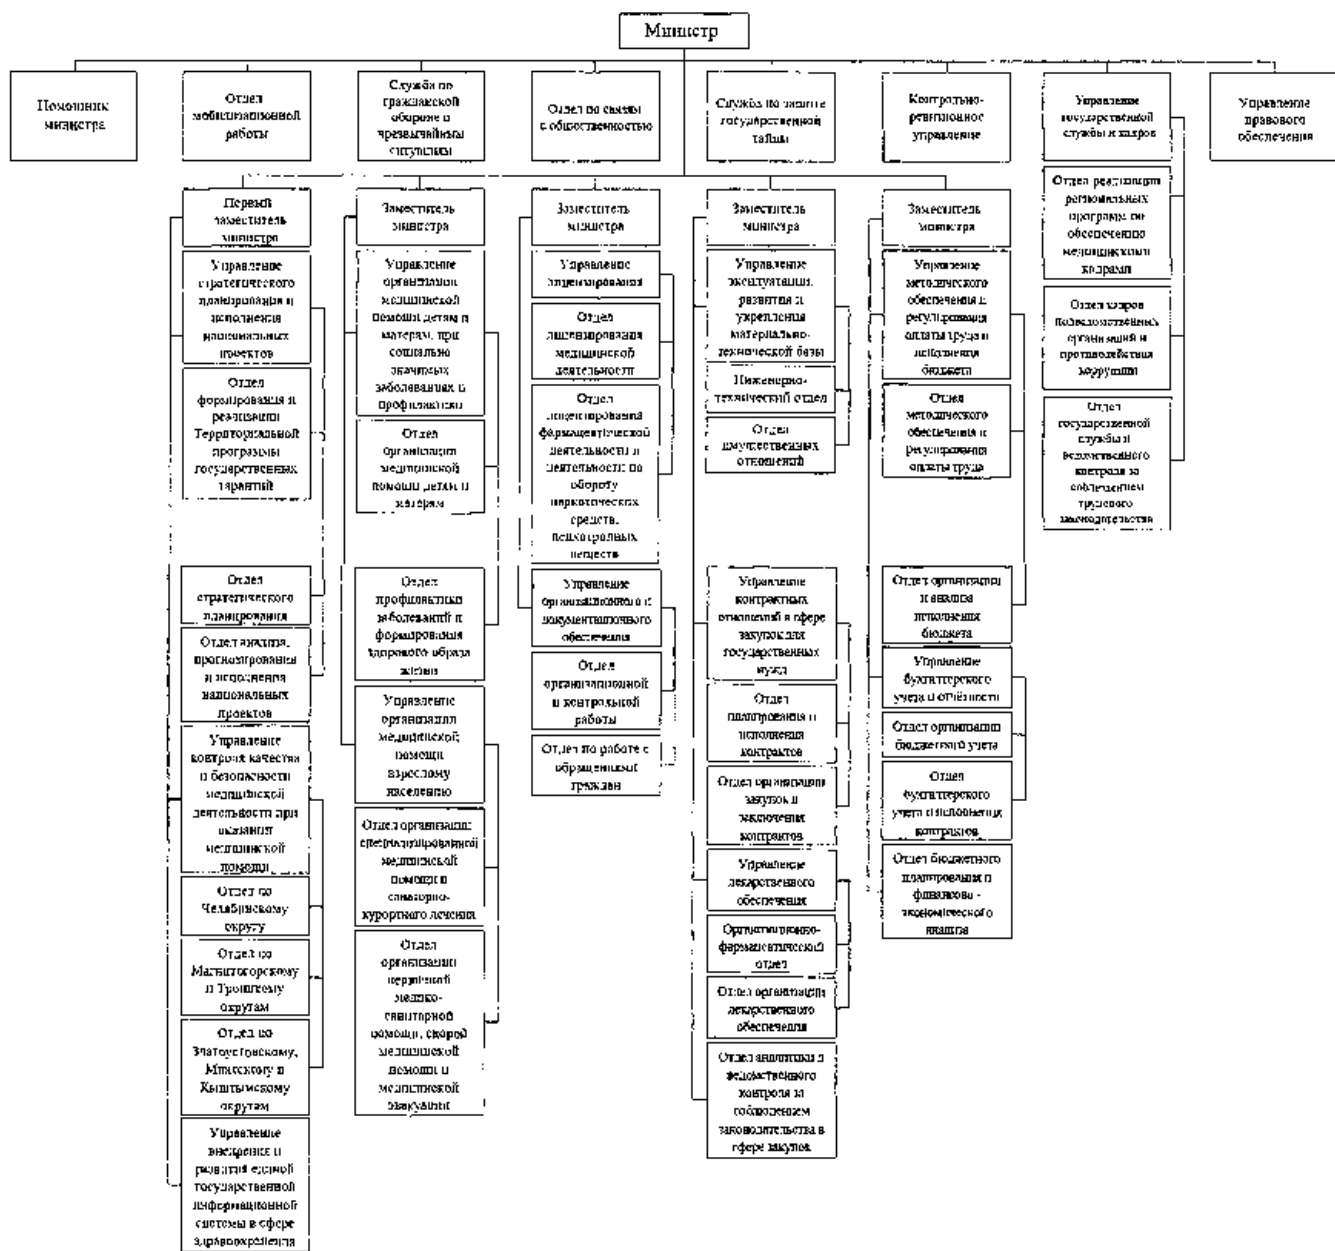 Министр
Помощник
министра
Отдел
мобилизационной
работы
Служба по
гражданской
обороне и
чрезвычайным
ситуациям
Отдел по связям
с общественностью
Служба по защите
государственной
тайны
Контрольно-
ревизионное
управление
Управление
государственной
службы и кадров
Управление
правового
обеспечения
Отдел реализации
региональных
программ по
обеспечению
медицинскими
кадрами
Отдел кадров
подведомственных
организаций и
противодействия
коррупции
Отдел
государственной
службы и
ведомственного
контроля за
соблюдением
трудового
законодательства
Первый
заместитель
министра
Управление
стратегического
планирования и
исполнения
национальных
проектов
Отдел
формирования и
реализации
Территориальной
программы
государственных
гарантий
Отдел
стратегического
планирования
Отдел анализа,
прогнозирования
и исполнения
национальных
проектов
Управление
контроля качества
и безопасности
медицинской
деятельности при
оказании
медицинской
помощи
Отдел по
Челябинскому
округу
Отдел по
Магнитогорскому
и Троицкому
округам
Отдел по
Златоустовскому,
Миасскому и
Кыштымскому
округам
Управление
внедрения и
развития единой
государственной
информационной
системы в сфере
здравоохранения
Заместитель
министра
Управление
организации
медицинской
помощи детям и
матерям, при
социально
значимых
заболеваниях и
профилактики
Отдел
организации
медицинской
помощи детям и
матерям
Отдел
профилактики
заболеваний и
формирования
здорового образа
жизни
Управление
организации
медицинской
помощи
взрослому
населению
Отдел организации
специализированной
медицинской
помощи и
санаторно-
курортного лечения
Отдел
организации
первичной
медико-
санитарной
помощи, скорой
медицинской
помощи и
медицинской
эвакуации
Заместитель
министра
Управление
лицензирования
Отдел
лицензирования
медицинской
деятельности
Отдел
лицензирования
фармацевтической
деятельности и
деятельности по
обороту
наркотических
средств,
психотропных
веществ
Управление
организационного и
документационного
обеспечения
Отдел
организационной
и контрольной
работы
Отдел по работе с
обращениями
граждан
Заместитель
министра
Управление
эксплуатации,
развития и
укрепления
материально-
технической базы
Инженерно-
технический отдел
Отдел
имущественных
отношений
Управление
контрактных
отношений в сфере
закупок для
государственных
нужд
Отдел
планирования и
исполнения
контрактов
Отдел организации
закупок и
заключения
контрактов
Управление
лекарственного
обеспечения
Организационно-
фармацевтический
отдел
Отдел организации
лекарственного
обеспечения
Отдел аналитики и
ведомственного
контроля за
соблюдением
законодательства в
сфере закупок
Заместитель
министра
Управление
методического
обеспечения и
регулирования
оплаты труда и
исполнения
бюджета
Отдел
методического
обеспечения и
регулирования
оплаты труда
Отдел организации
и анализа
исполнения
бюджета
Управление
бухгалтерского
учета и отчётности
Отдел организации
бюджетного учета
Отдел
бухгалтерского
учета и исполнения
контрактов
Отдел бюджетного
планирования и
финансово-
экономического
анализа